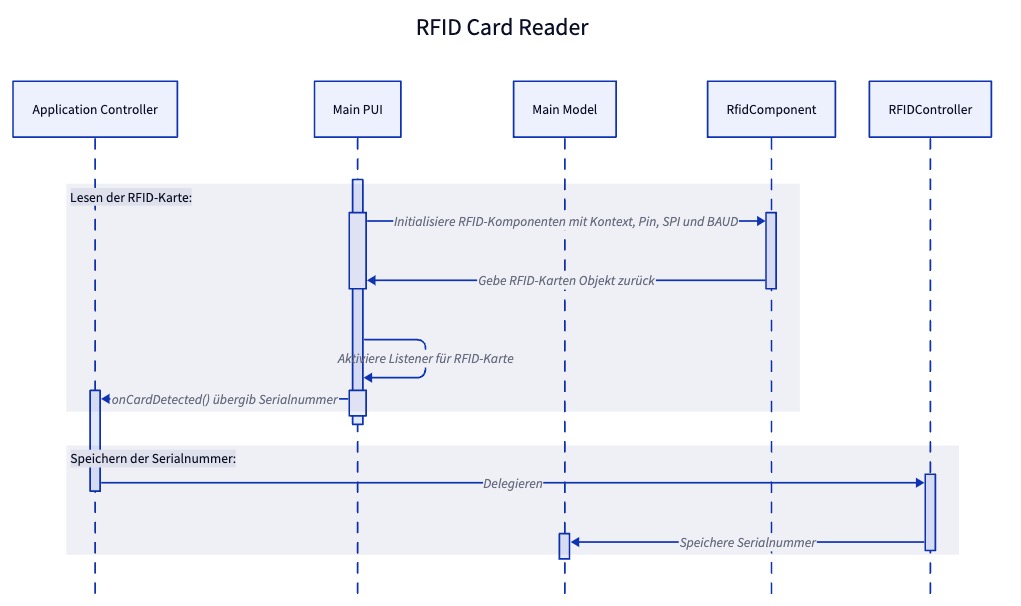 RFID Card Reader
Application Controller
Main PUI
Main Model
RfidComponent
RFIDController
Lesen der RFID-Karte:
Initialisiere RFID-Komponenten mit Kontext, Pin, SPI und BAUD
Gebe RFID-Karten Objekt zurück
Aktiviere Listener für RFID-Karte
onCardDetected() übergib Serialnummer
Speichern der Serialnummer:
Delegieren
Speichere Serialnummer